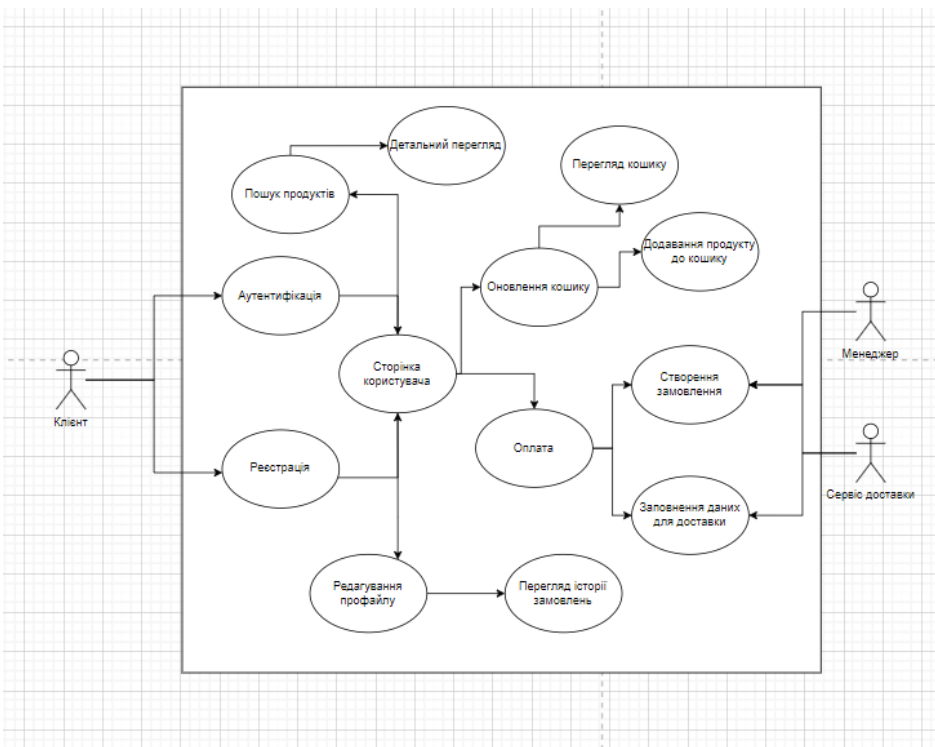 Детальний перегляд
Перегляд кошику
Пошук продуктів
Додавання продукту
до кошику
Аутентифікація
Оновлення кошику
Менеджер
Сторінка
користувача
Створення
замовлення
Клієнт
Оплата
Реєстрація
Сервіс доставки
Заповнення даних
для доставки
Редагування
профайлу
Перегляд історії
замовлень